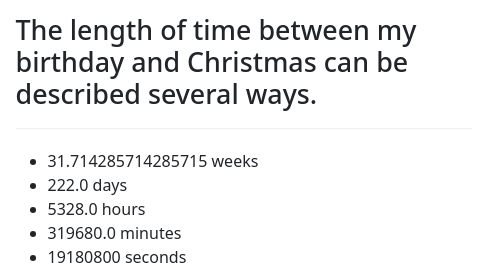 The length of time between my
birthday and Christmas can be
described several ways.
31.714285714285715 weeks
222.0 days
5328.0 hours
319680.0 minutes
19180800 seconds